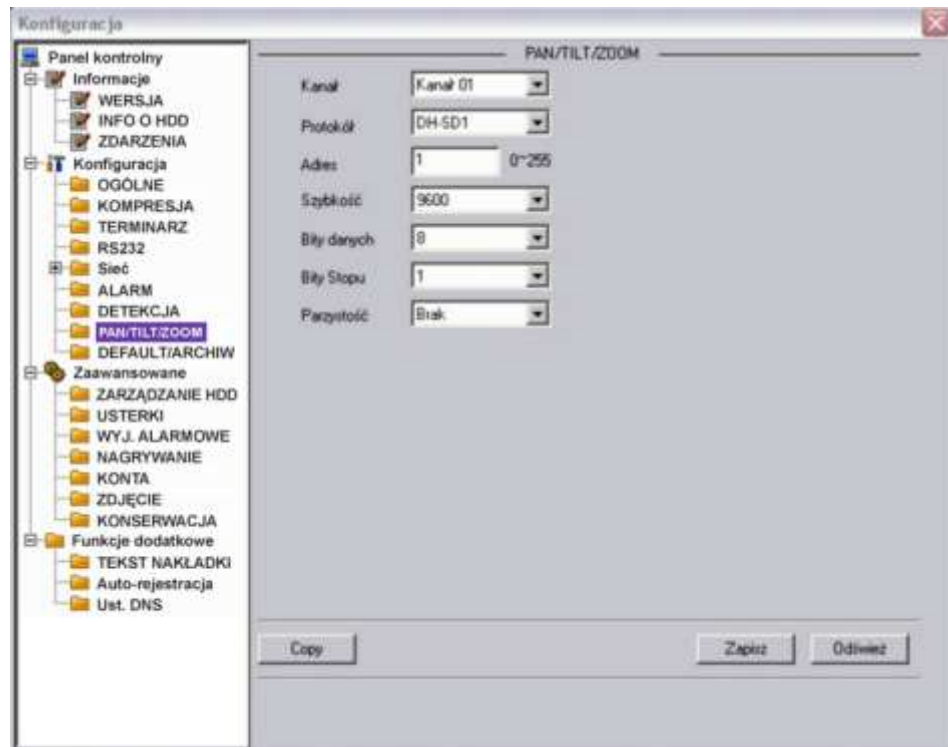 Konfiguracja
Panel kontrolny
Informacje
WERSJA
INFO O HDD
ZDARZENIA
Konfiguracja
OGÓLNE
KOMPRESJA
TERMINARZ
RS232
Sieć
ALARM
DETEKCJA
PAN/TILT/ZOOM
DEFAULT/ARCHIW
Zaawansowane
ZARZĄDZANIE HDD
USTERKI
WYJ. ALARMOWE
NAGRYWANIE
KONTA
ZDJĘCIE
KONSERWACJA
Funkcje dodatkowe
TEKST NAKŁADKI
Auto-rejestracja
Ust. DNS
PAN/TILT/ZOOM
Kanał Kanał 01
Protokół DH-SD1
Adres 1 0~255
Szybkość 9600
Bity danych 8
Bity Stopu 1
Parzystość Brak
Copy Zapisz Odśwież